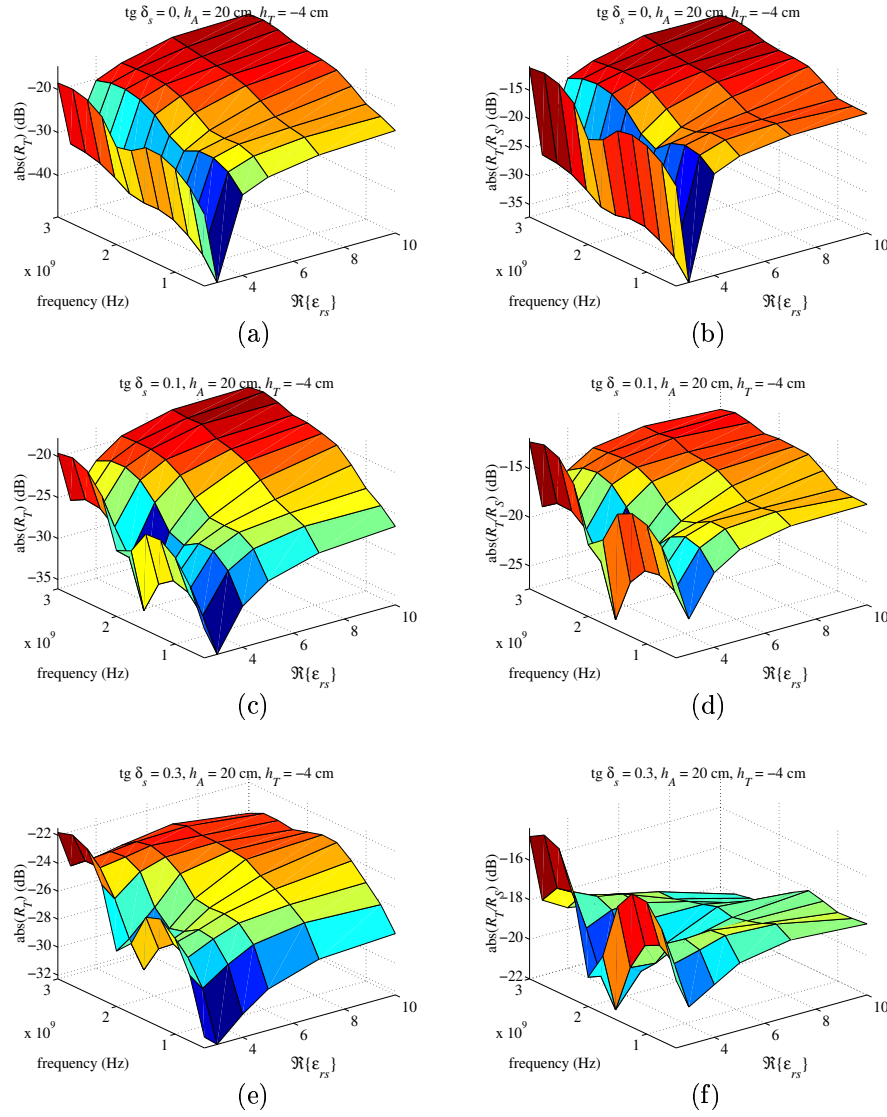 tg δs = 0, hA = 20 cm, hT = −4 cm
abs(RT) (dB)
−20
−30
−40
3
2
1
x 10^9
frequency (Hz)
4
6
8
10
ℜ{εrs}
(a)
tg δs = 0, hA = 20 cm, hT = −4 cm
abs(RT/RS) (dB)
−15
−20
−25
−30
−35
3
2
1
x 10^9
frequency (Hz)
4
6
8
10
ℜ{εrs}
(b)
tg δs = 0.1, hA = 20 cm, hT = −4 cm
abs(RT) (dB)
−20
−25
−30
−35
3
2
1
x 10^9
frequency (Hz)
4
6
8
10
ℜ{εrs}
(c)
tg δs = 0.1, hA = 20 cm, hT = −4 cm
abs(RT/RS) (dB)
−15
−20
−25
3
2
1
x 10^9
frequency (Hz)
4
6
8
10
ℜ{εrs}
(d)
tg δs = 0.3, hA = 20 cm, hT = −4 cm
abs(RT) (dB)
−22
−24
−26
−28
−30
−32
3
2
1
x 10^9
frequency (Hz)
4
6
8
10
ℜ{εrs}
(e)
tg δs = 0.3, hA = 20 cm, hT = −4 cm
abs(RT/RS) (dB)
−16
−18
−20
−22
3
2
1
x 10^9
frequency (Hz)
4
6
8
10
ℜ{εrs}
(f)